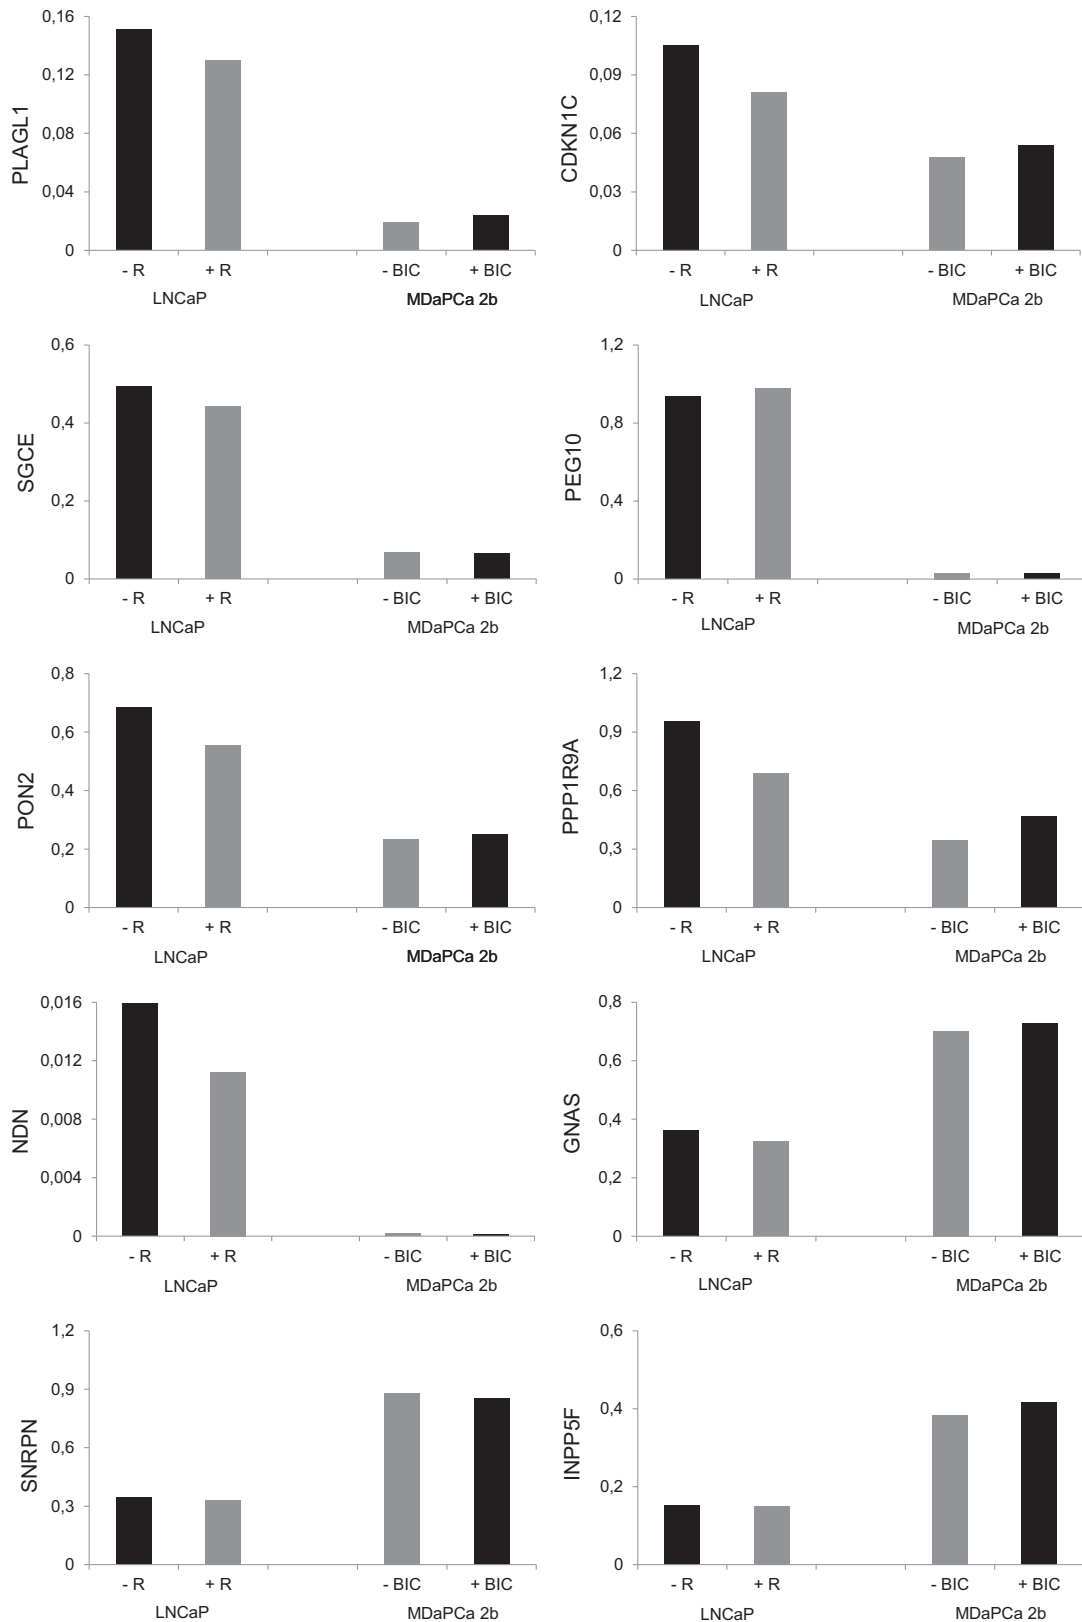 PLAGL1
0,16
0,12
0,08
0,04
0
- R + R - BIC + BIC
LNCaP MDaPCa 2b
CDKN1C
0,12
0,09
0,06
0,03
0
- R + R - BIC + BIC
LNCaP MDaPCa 2b
SGCE
0,6
0,4
0,2
0
- R + R - BIC + BIC
LNCaP MDaPCa 2b
PEG10
1,2
0,8
0,4
0
- R + R - BIC + BIC
LNCaP MDaPCa 2b
PON2
0,8
0,6
0,4
0,2
0
- R + R - BIC + BIC
LNCaP MDaPCa 2b
PPP1R9A
1,2
0,9
0,6
0,3
0
- R + R - BIC + BIC
LNCaP MDaPCa 2b
NDN
0,016
0,012
0,008
0,004
0
- R + R - BIC + BIC
LNCaP MDaPCa 2b
GNAS
0,8
0,6
0,4
0,2
0
- R + R - BIC + BIC
LNCaP MDaPCa 2b
SNRPN
1,2
0,9
0,6
0,3
0
- R + R - BIC + BIC
LNCaP MDaPCa 2b
INPP5F
0,6
0,4
0,2
0
- R + R - BIC + BIC
LNCaP MDaPCa 2b